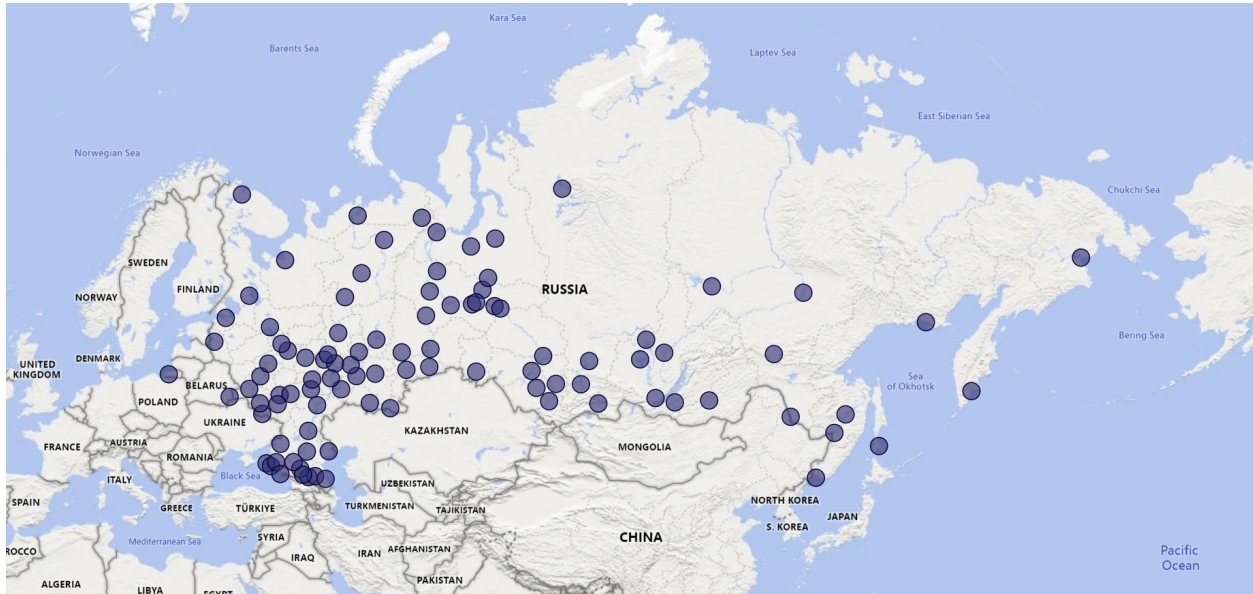 Kara Sea
Barents Sea
Laptev Sea
East Siberian Sea
Norwegian Sea
Chukchi Sea
SWEDEN
FINLAND
RUSSIA
NORWAY
Bering Sea
DENMARK
UNITED
KINGDOM
BELARUS
Sea
of Okhotsk
POLAND
UKRAINE
KAZAKHSTAN
FRANCE
AUSTRIA
MONGOLIA
ROMANIA
ITALY
Black Sea
UZBEKISTAN
SPAIN
GREECE
TÜRKIYE
TURKMENISTAN
TAJIKISTAN
NORTH KOREA
JAPAN
S. KOREA
SYRIA
CHINA
Mediterranean Sea
IRAN
AFGHANISTAN
OROCCO
IRAQ
Pacific
Ocean
PAKISTAN
ALGERIA
LIBYA
EGYPT